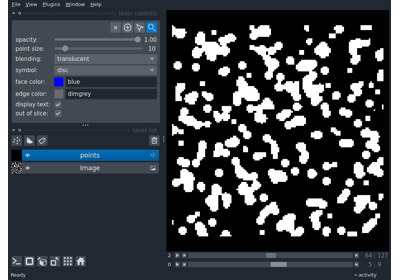 File View Plugins Window Help
layer controls
opacity: 1.00
point size: 10
blending: translucent
symbol: disc
face color: blue
edge color: dimgrey
display text:
out of slice:
layer list
points
Image
2 64 127
0 5 9
Ready activity